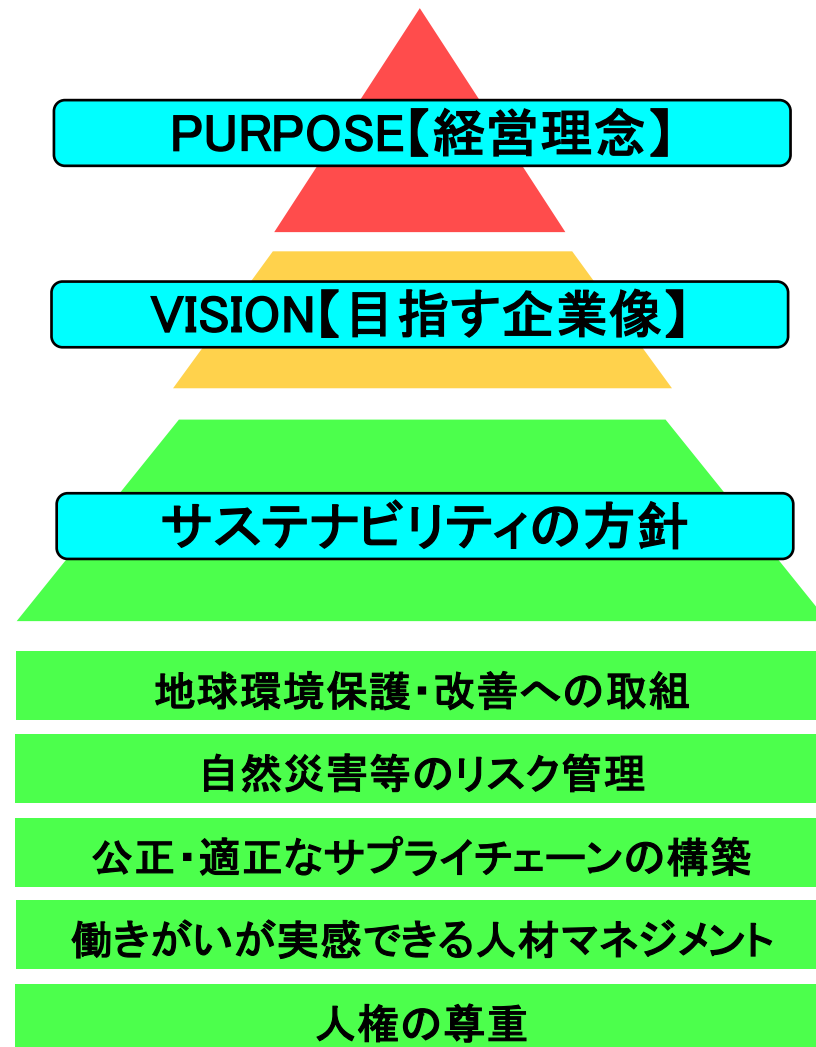 PURPOSE【経営理念】
VISION【目指す企業像】
サステナビリティの方針
地球環境保護・改善への取組
自然災害等のリスク管理
公正・適正なサプライチェーンの構築
働きがいが実感できる人材マネジメント
人権の尊重